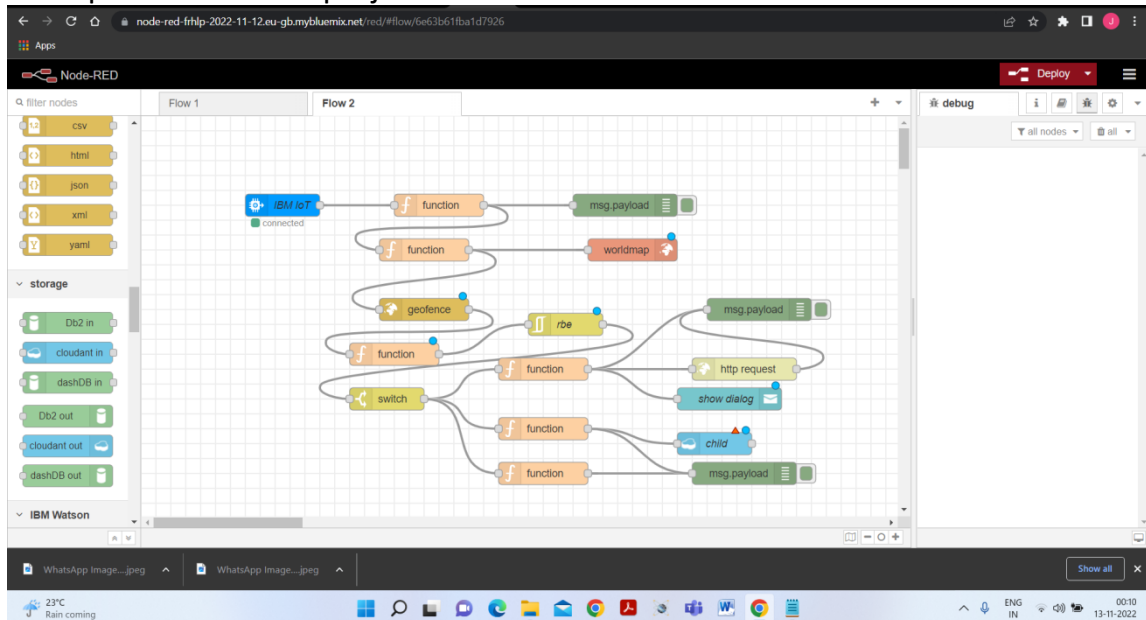 node-red-frhlp-2022-11-12.eu-gb.mybluemix.net/red/#flow/6e63b61fba1d7926
J
Apps
Node-RED
Deploy
filter nodes
Flow 1
Flow 2
debug
i
all nodes
all
1,2
csv
html
json
xml
yaml
storage
Db2 in
cloudant in
dashDB in
Db2 out
cloudant out
dashDB out
IBM Watson
IBM IoT
connected
function
msg.payload
function
worldmap
geofence
rbe
msg.payload
function
function
http request
switch
show dialog
function
child
function
msg.payload
WhatsApp Image....jpeg
WhatsApp Image....jpeg
Show all
23°C
Rain coming
ENG
IN
00:10
13-11-2022